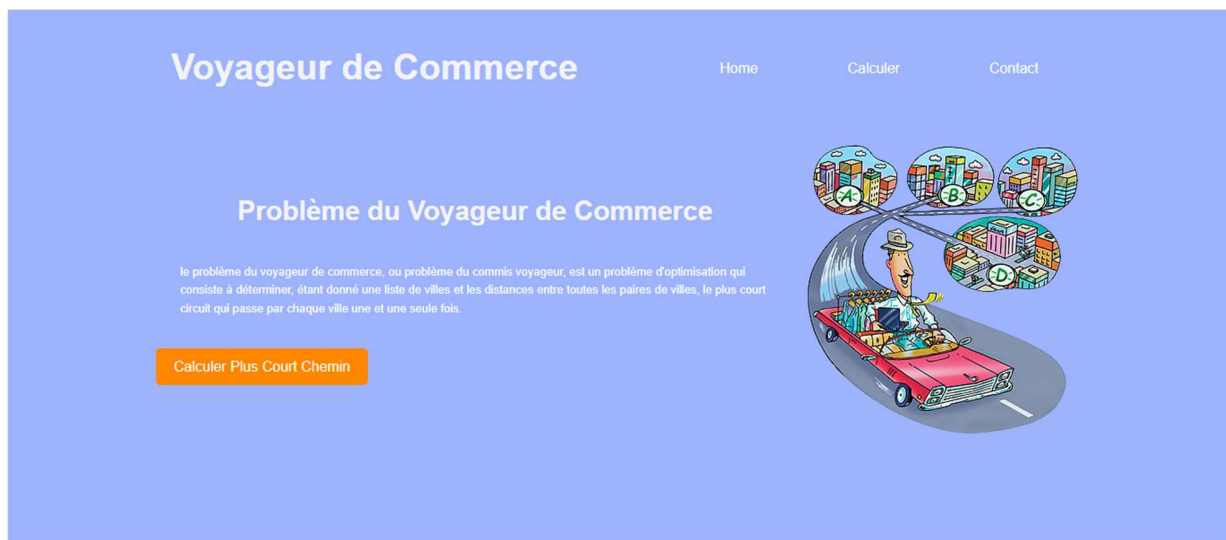 Voyageur de Commerce
Home
Calculer
Contact
Problème du Voyageur de Commerce
le problème du voyageur de commerce, ou problème du commis voyageur, est un problème d'optimisation qui
consiste à déterminer, étant donné une liste de villes et les distances entre toutes les paires de villes, le plus court
circuit qui passe par chaque ville une et une seule fois.
Calculer Plus Court Chemin
A
B
C
D